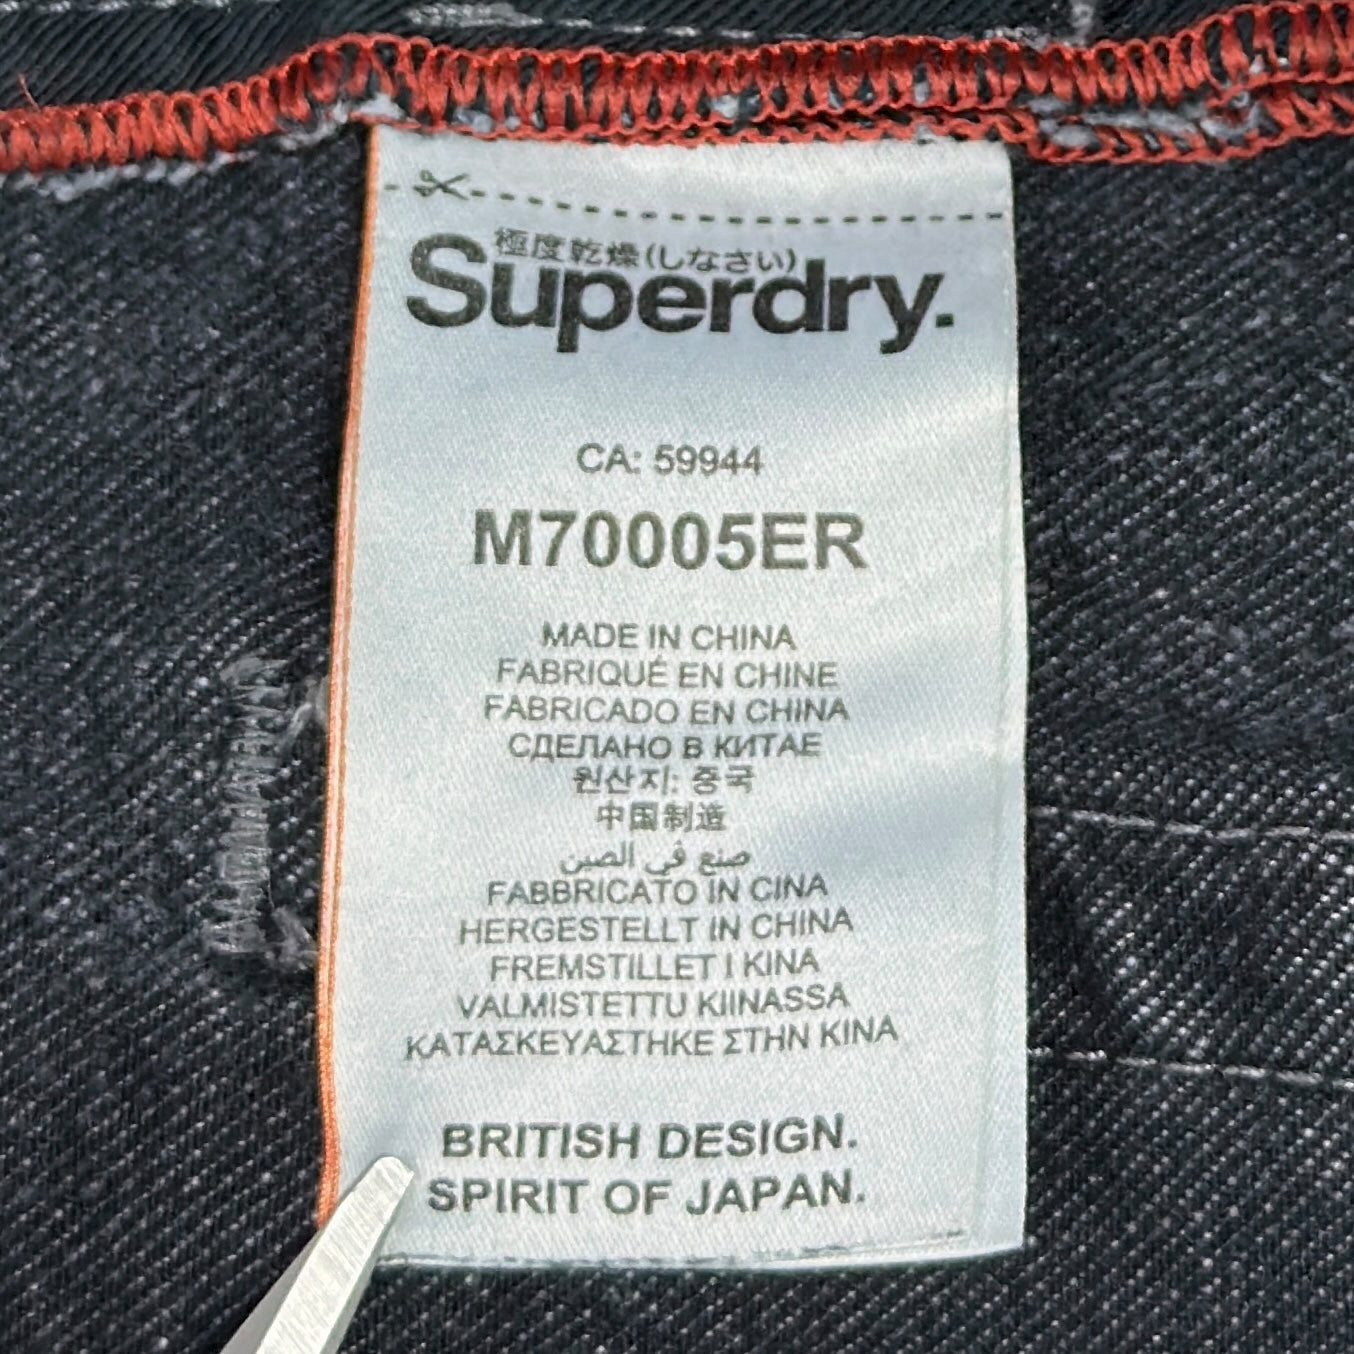 極度乾燥(しなさい)
Superdry.
CA: 59944
M70005ER
MADE IN CHINA
FABRIQUÉ EN CHINE
FABRICADO EN CHINA
СДЕЛАНО В КИТАЕ
원산지: 중국
中国制造
صنع في الصين
FABBRICATO IN CINA
HERGESTELLT IN CHINA
FREMSTILLET I KINA
VALMISTETTU KIINASSA
ΚΑΤΑΣΚΕΥΑΣΤΗΚΕ ΣΤΗΝ ΚΙΝΑ
BRITISH DESIGN.
SPIRIT OF JAPAN.